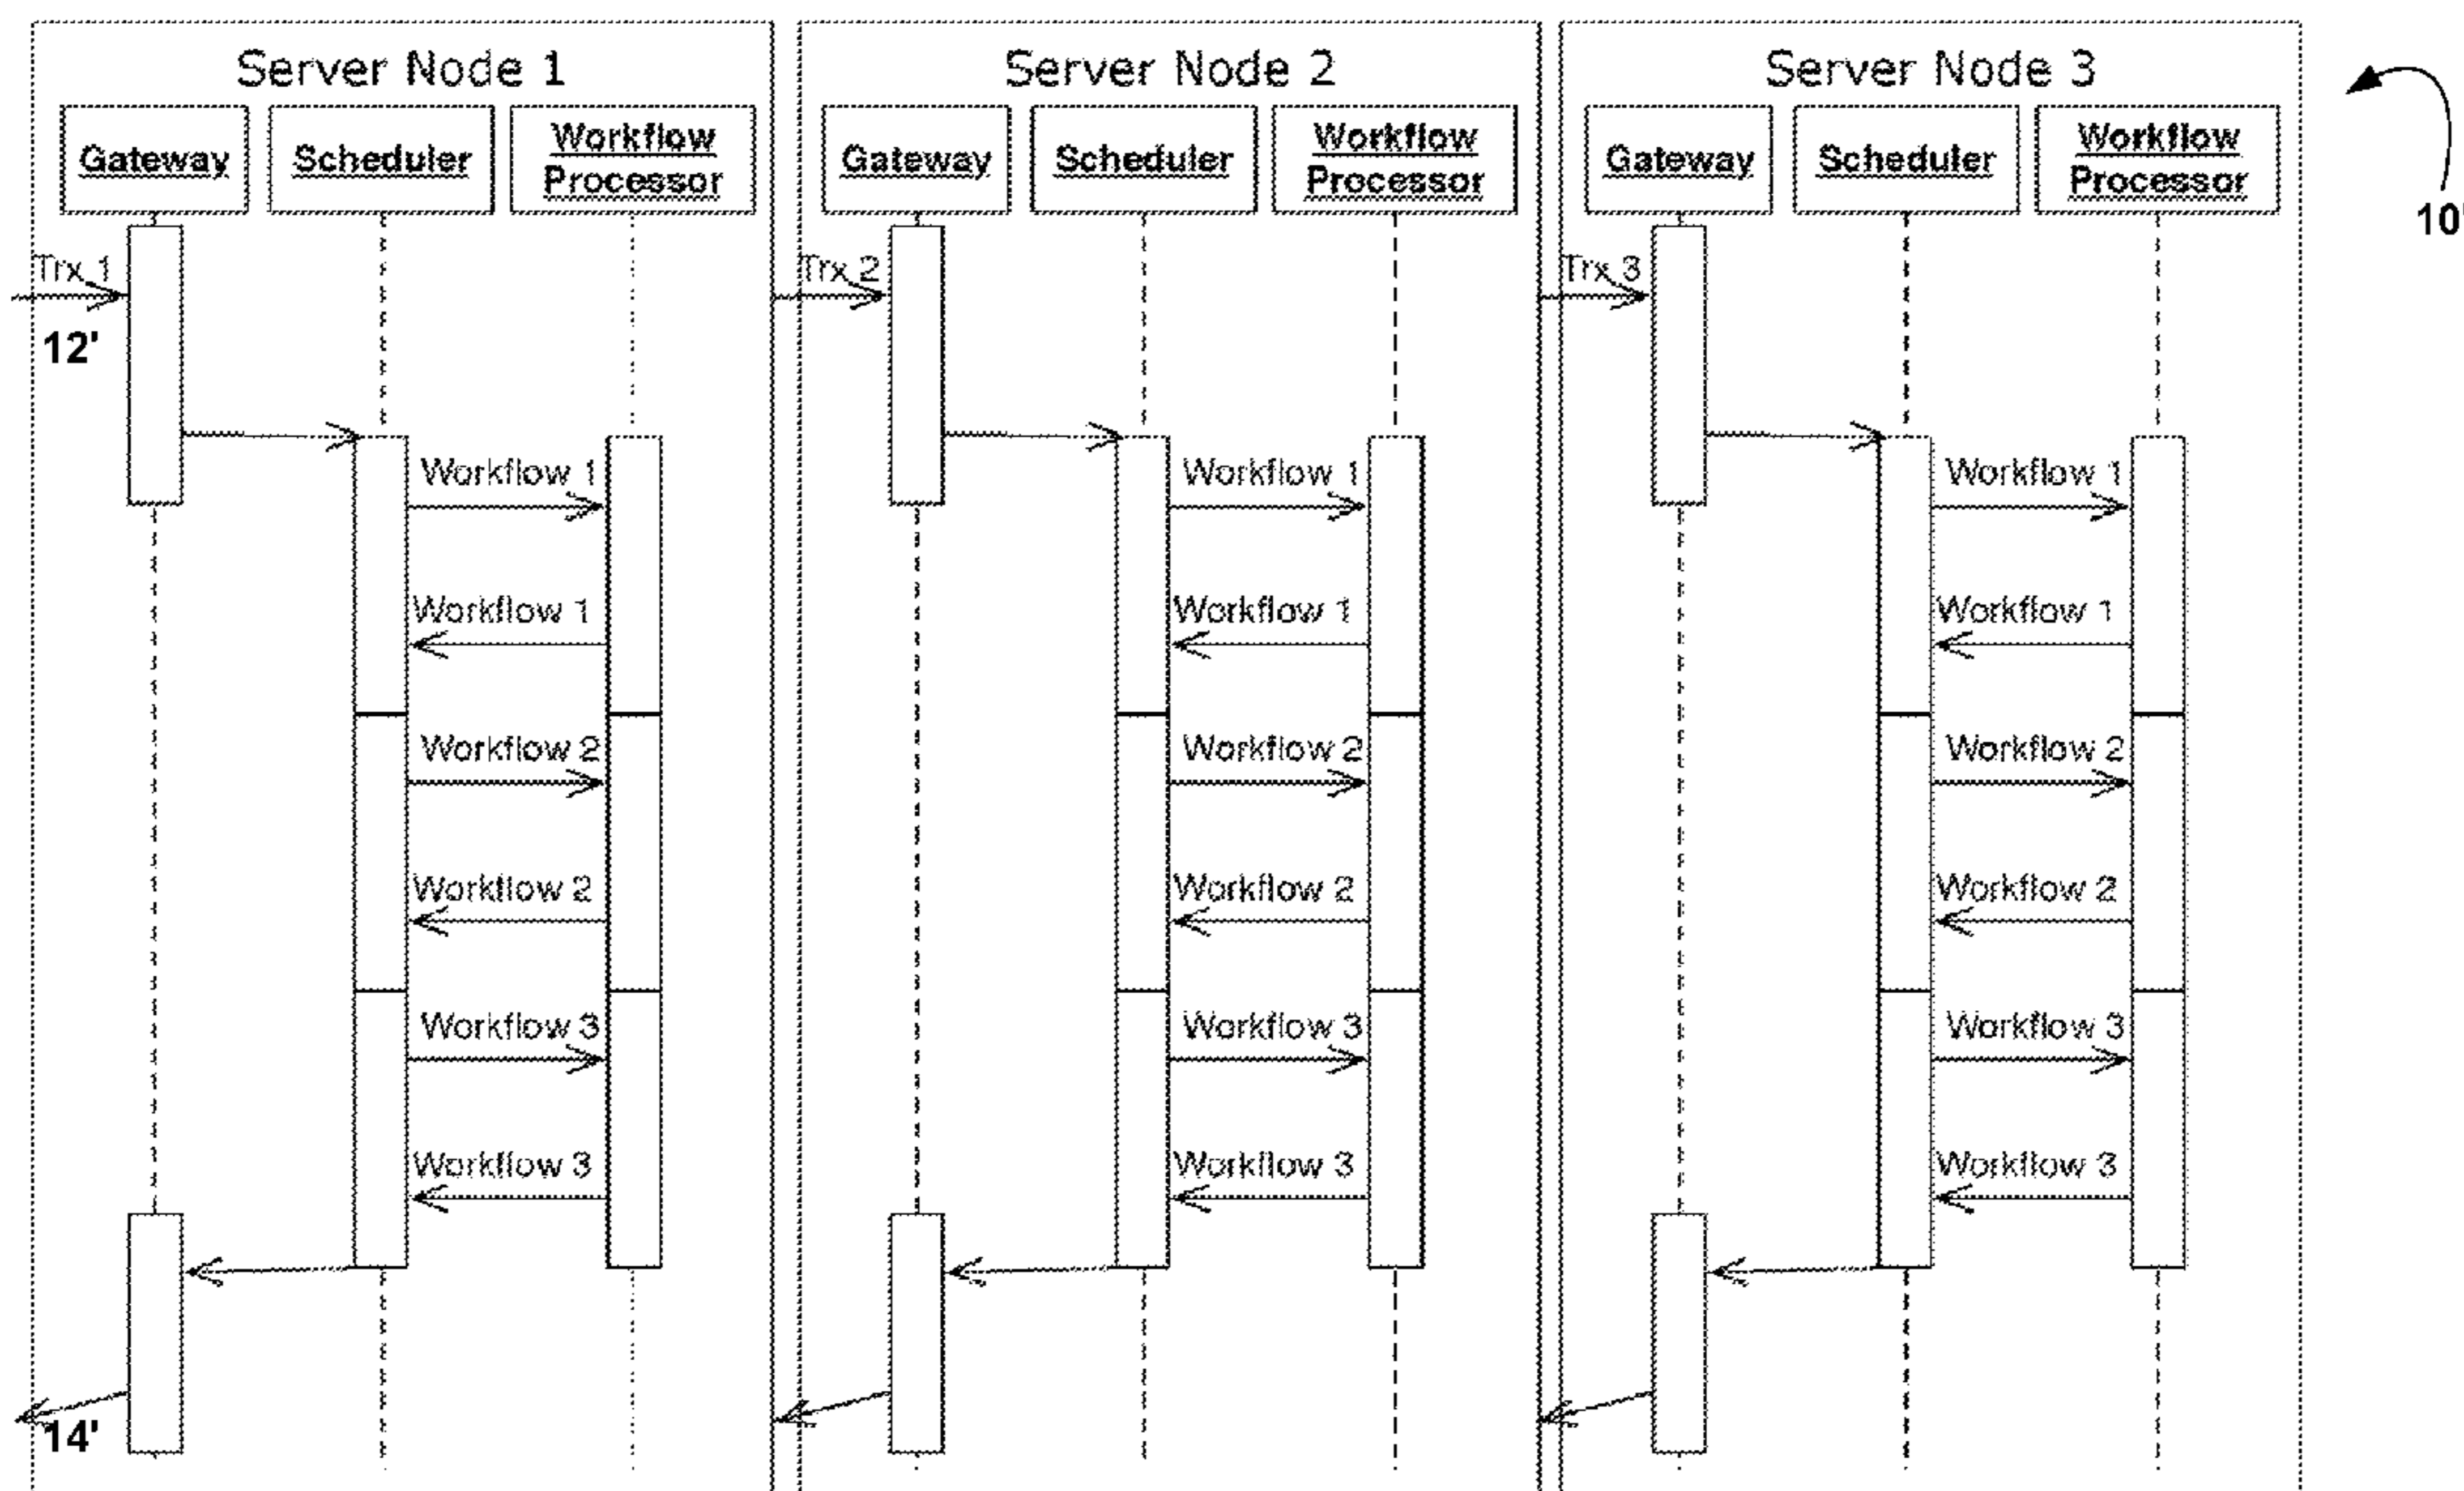 Server Node 1
Gateway
Scheduler
Workflow
Processor
Trx 1
12'
Workflow 1
Workflow 1
Workflow 2
Workflow 2
Workflow 3
Workflow 3
14'
Server Node 2
Gateway
Scheduler
Workflow
Processor
Trx 2
Workflow 1
Workflow 1
Workflow 2
Workflow 2
Workflow 3
Workflow 3
Server Node 3
Gateway
Scheduler
Workflow
Processor
Trx 3
Workflow 1
Workflow 1
Workflow 2
Workflow 2
Workflow 3
Workflow 3
10'